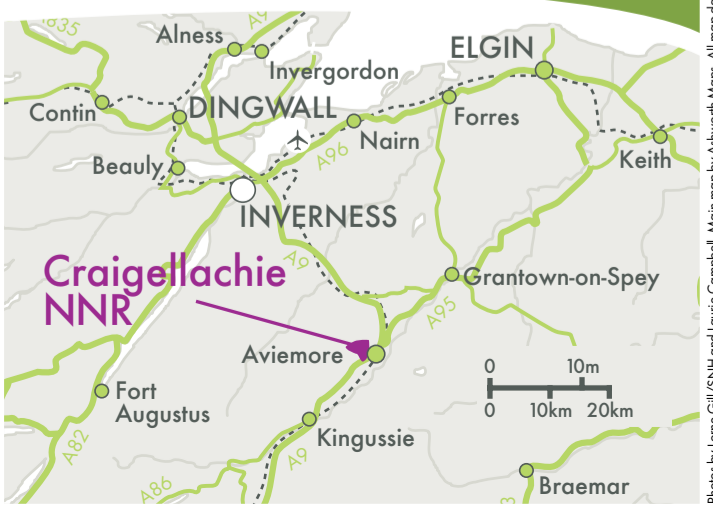 A835
A9
Alness
Invergordon
ELGIN
Contin
DINGWALL
Forres
Nairn
A96
Keith
Beauly
INVERNESS
A9
Craigellachie
NNR
Grantown-on-Spey
A95
Aviemore
0 10m
0 10km 20km
Fort
Augustus
Kingussie
A82
A9
A86
Braemar
Photos by Lorne Gill/SNH and Laurie Campbell. Main map by Ashworth Maps. All map